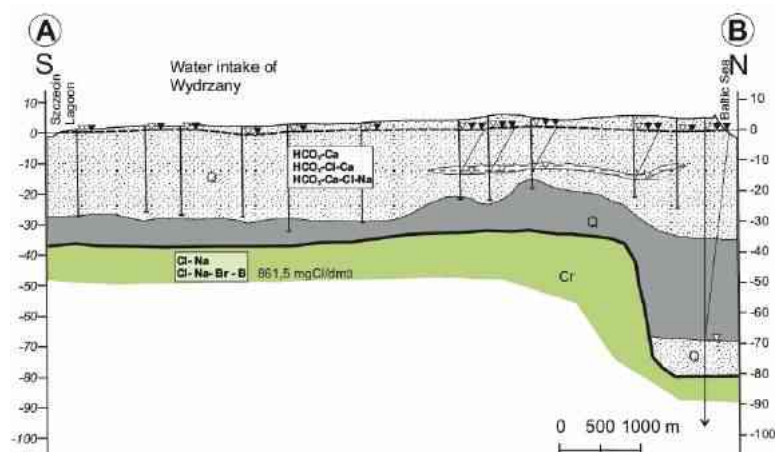 A
B
S
N
Szczecin
Lagoon
Water intake of
Wydrzany
Baltic Sea
10
0
-10
-20
-30
-40
-50
-60
-70
-80
-90
-100
10
0
-10
-20
-30
-40
-50
-60
-70
-80
-90
-100
HCO₃-Ca
HCO₃-Cl-Ca
HCO₃-Ca-Cl-Na
Q
Q
Cl-Na
Cl-Na-Br-B 861,5 mgCl/dm³
Cr
Q
0 500 1000 m